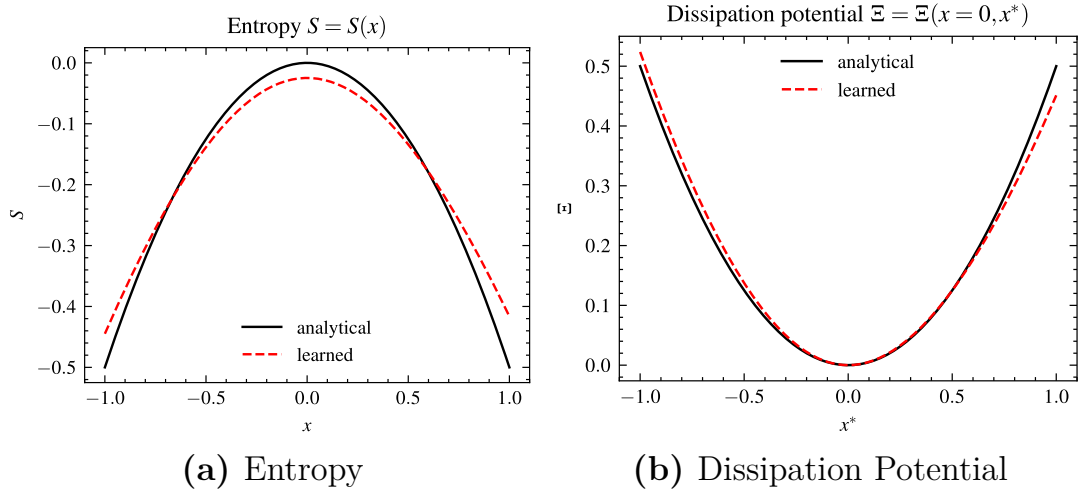 Entropy S = S(x)
0.0
−0.1
−0.2
−0.3
−0.4
−0.5
S
analytical
learned
−1.0 −0.5 0.0 0.5 1.0
x
(a) Entropy
Dissipation potential Ξ = Ξ(x = 0, x*)
analytical
learned
0.5
0.4
0.3
0.2
0.1
0.0
Ξ
−1.0 −0.5 0.0 0.5 1.0
x*
(b) Dissipation Potential